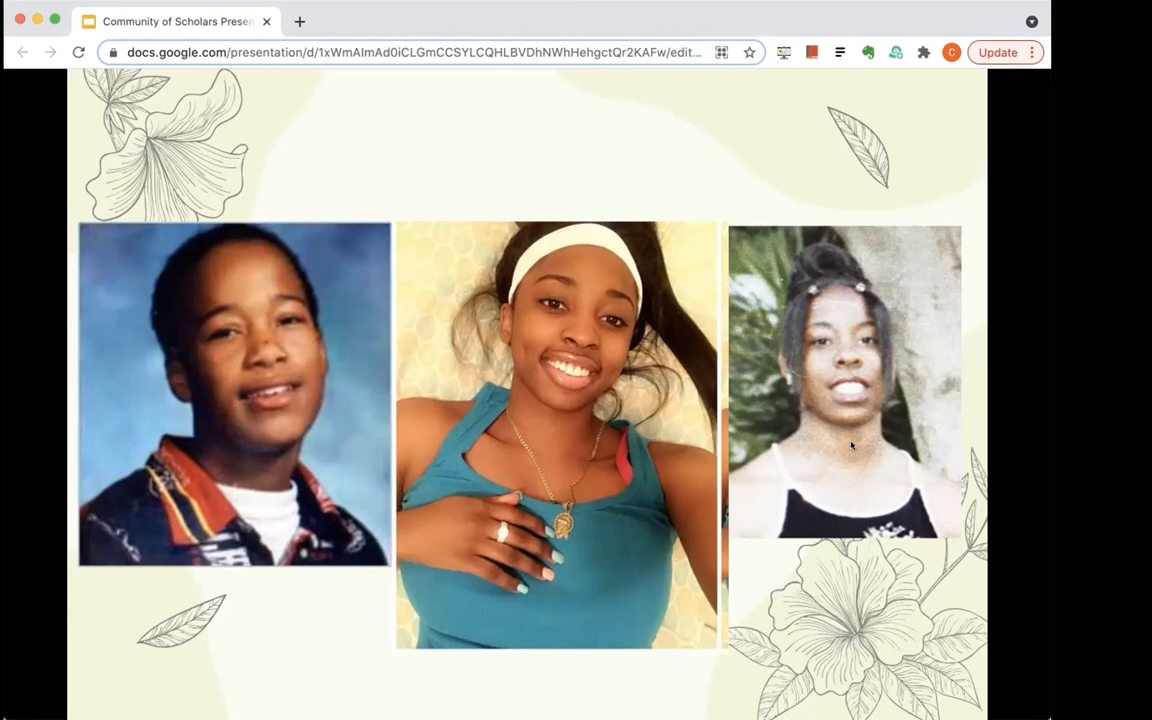 Community of Scholars Presen
docs.google.com/presentation/d/1xWmAlmAd0iCLGmCCSYLCQHLBVDhNWhHehgctQr2KAFw/edit...
C
Update